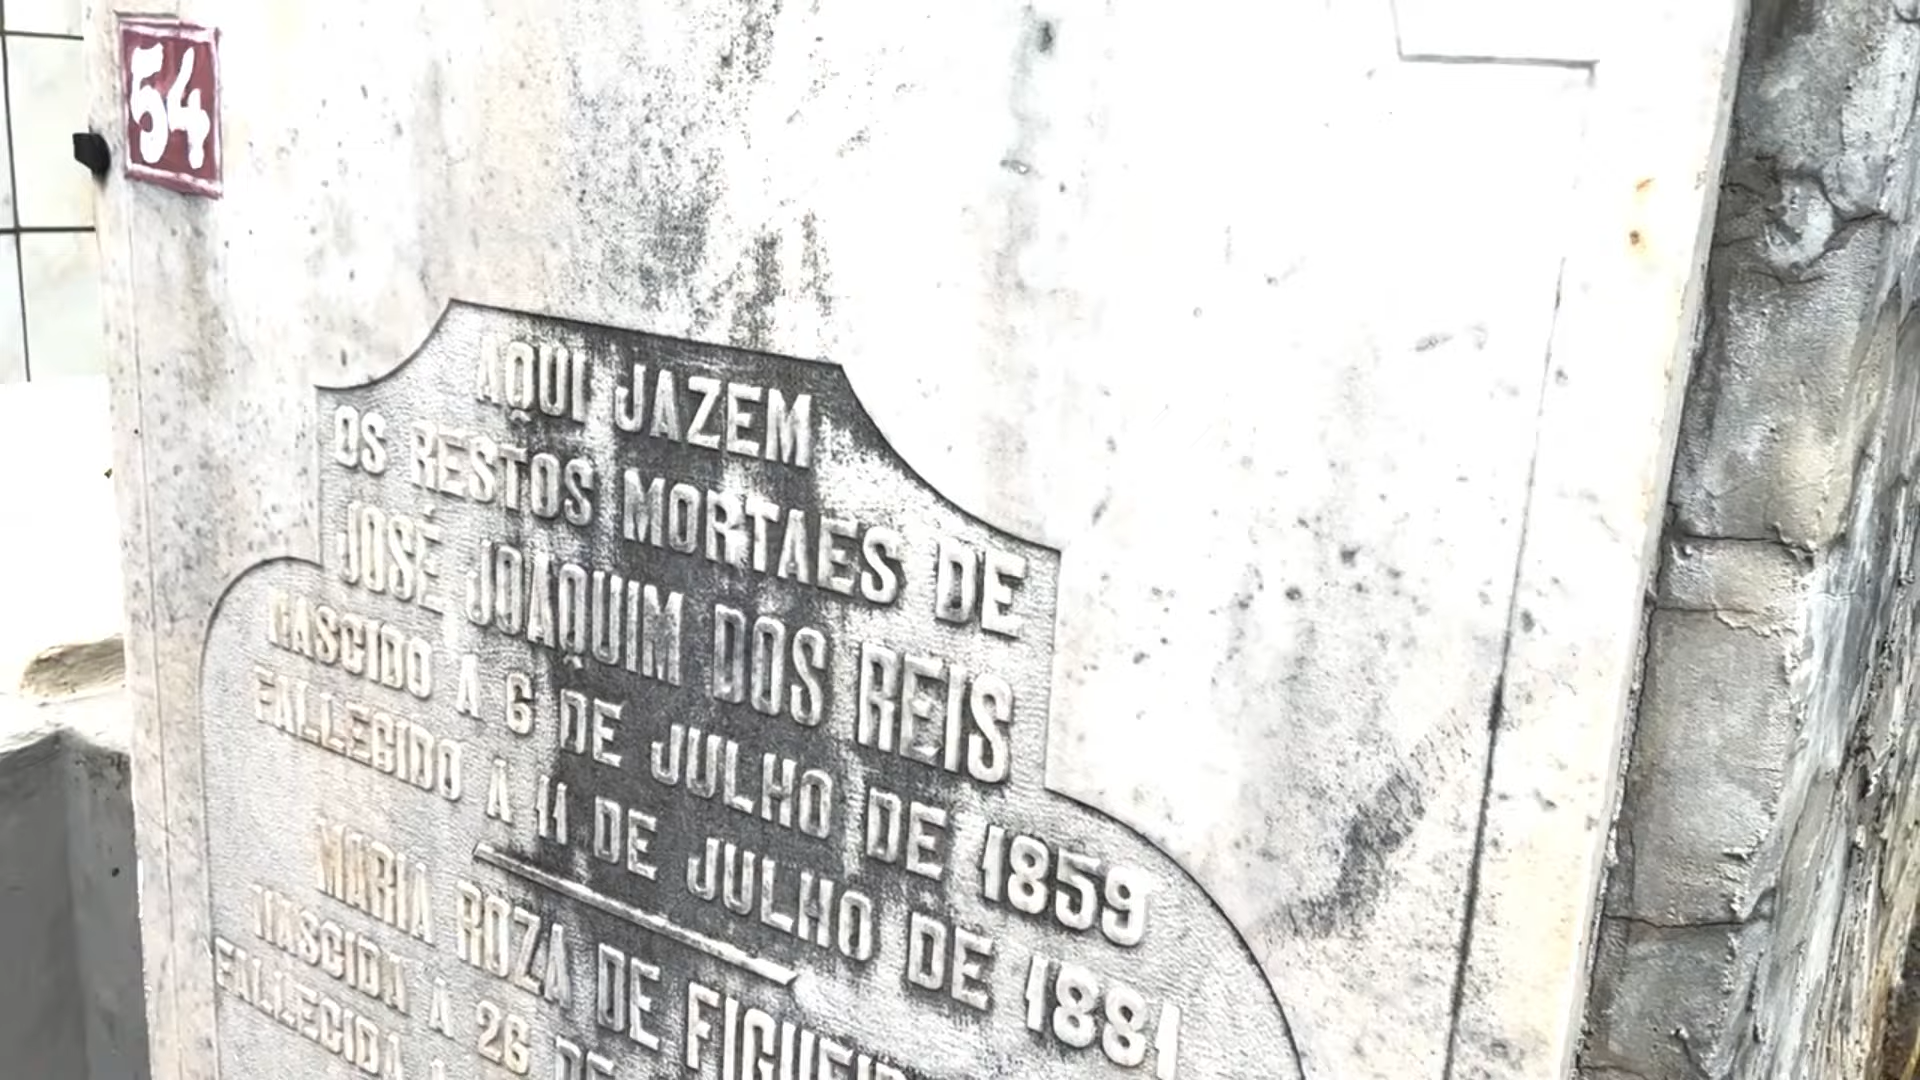 54
AQUI JAZEM
OS RESTOS MORTAES DE
JOSÉ JOAQUIM DOS REIS
NASCIDO A 6 DE JULHO DE 1859
FALLECIDO A 11 DE JULHO DE 1881
MARIA ROZA DE
NASCIDA A 26 DE
FALLECIDA